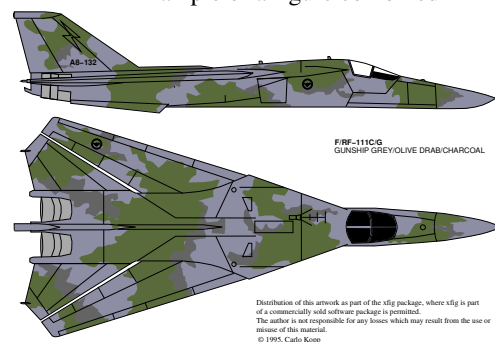 A8-132
F/RF-111C/G
GUNSHIP GREY/OLIVE DRAB/CHARCOAL
Distribution of this artwork as part of the xfig package, where xfig is part
of a commercially sold software package is permitted.
The author is not responsible for any losses which may result from the use or
misuse of this material.
© 1995, Carlo Kopp